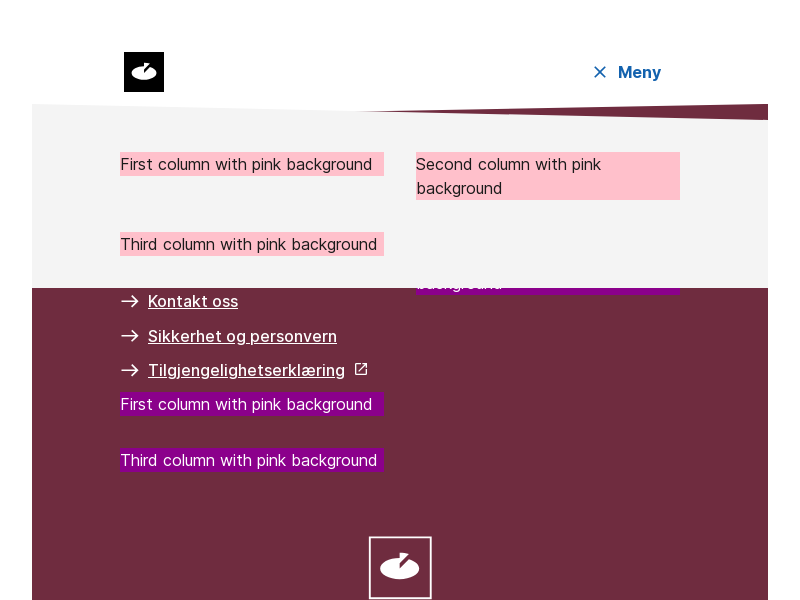 Meny
First column with pink background
Second column with pink
background
Third column with pink background
Kontakt oss
Sikkerhet og personvern
Tilgjengelighetserklæring
First column with pink background
Third column with pink background